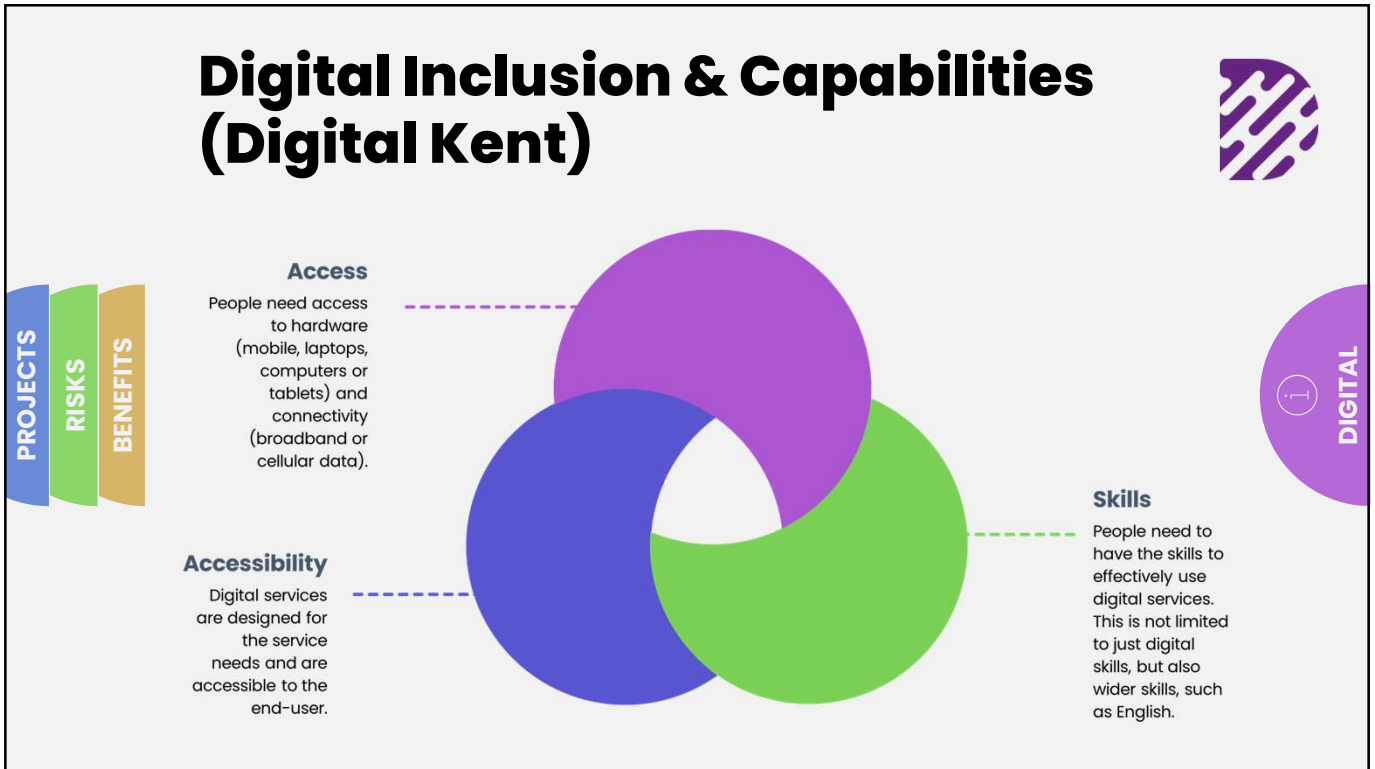 Digital Inclusion & Capabilities
(Digital Kent)
PROJECTS
RISKS
BENEFITS
Access
People need access
to hardware
(mobile, laptops,
computers or
tablets) and
connectivity
(broadband or
cellular data).
Accessibility
Digital services
are designed for
the service
needs and are
accessible to the
end-user.
Skills
People need to
have the skills to
effectively use
digital services.
This is not limited
to just digital
skills, but also
wider skills, such
as English.
i
DIGITAL